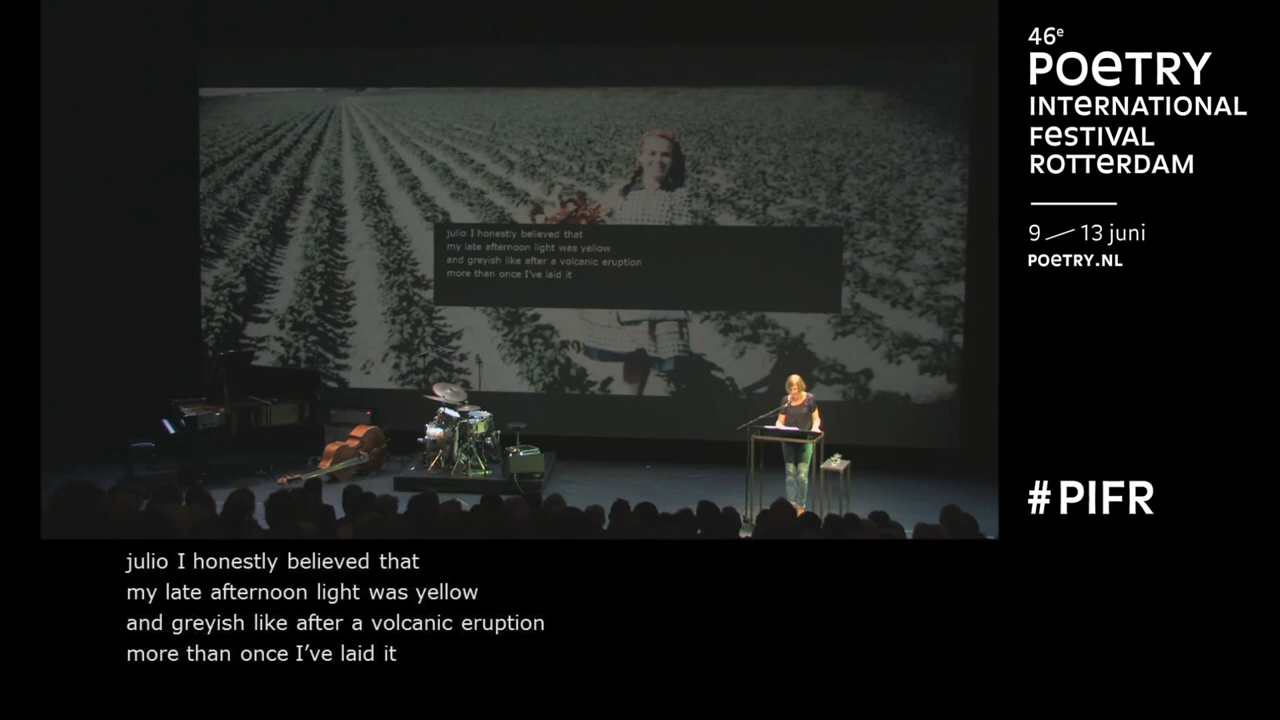 46e
POeTRY
INTeRNATIONAL
FeSTIVAL
ROTTeRDAM
9 — 13 juni
POeTRY.NL
julio I honestly believed that
my late afternoon light was yellow
and greyish like after a volcanic eruption
more than once I've laid it
#PIFR
julio I honestly believed that
my late afternoon light was yellow
and greyish like after a volcanic eruption
more than once I've laid it